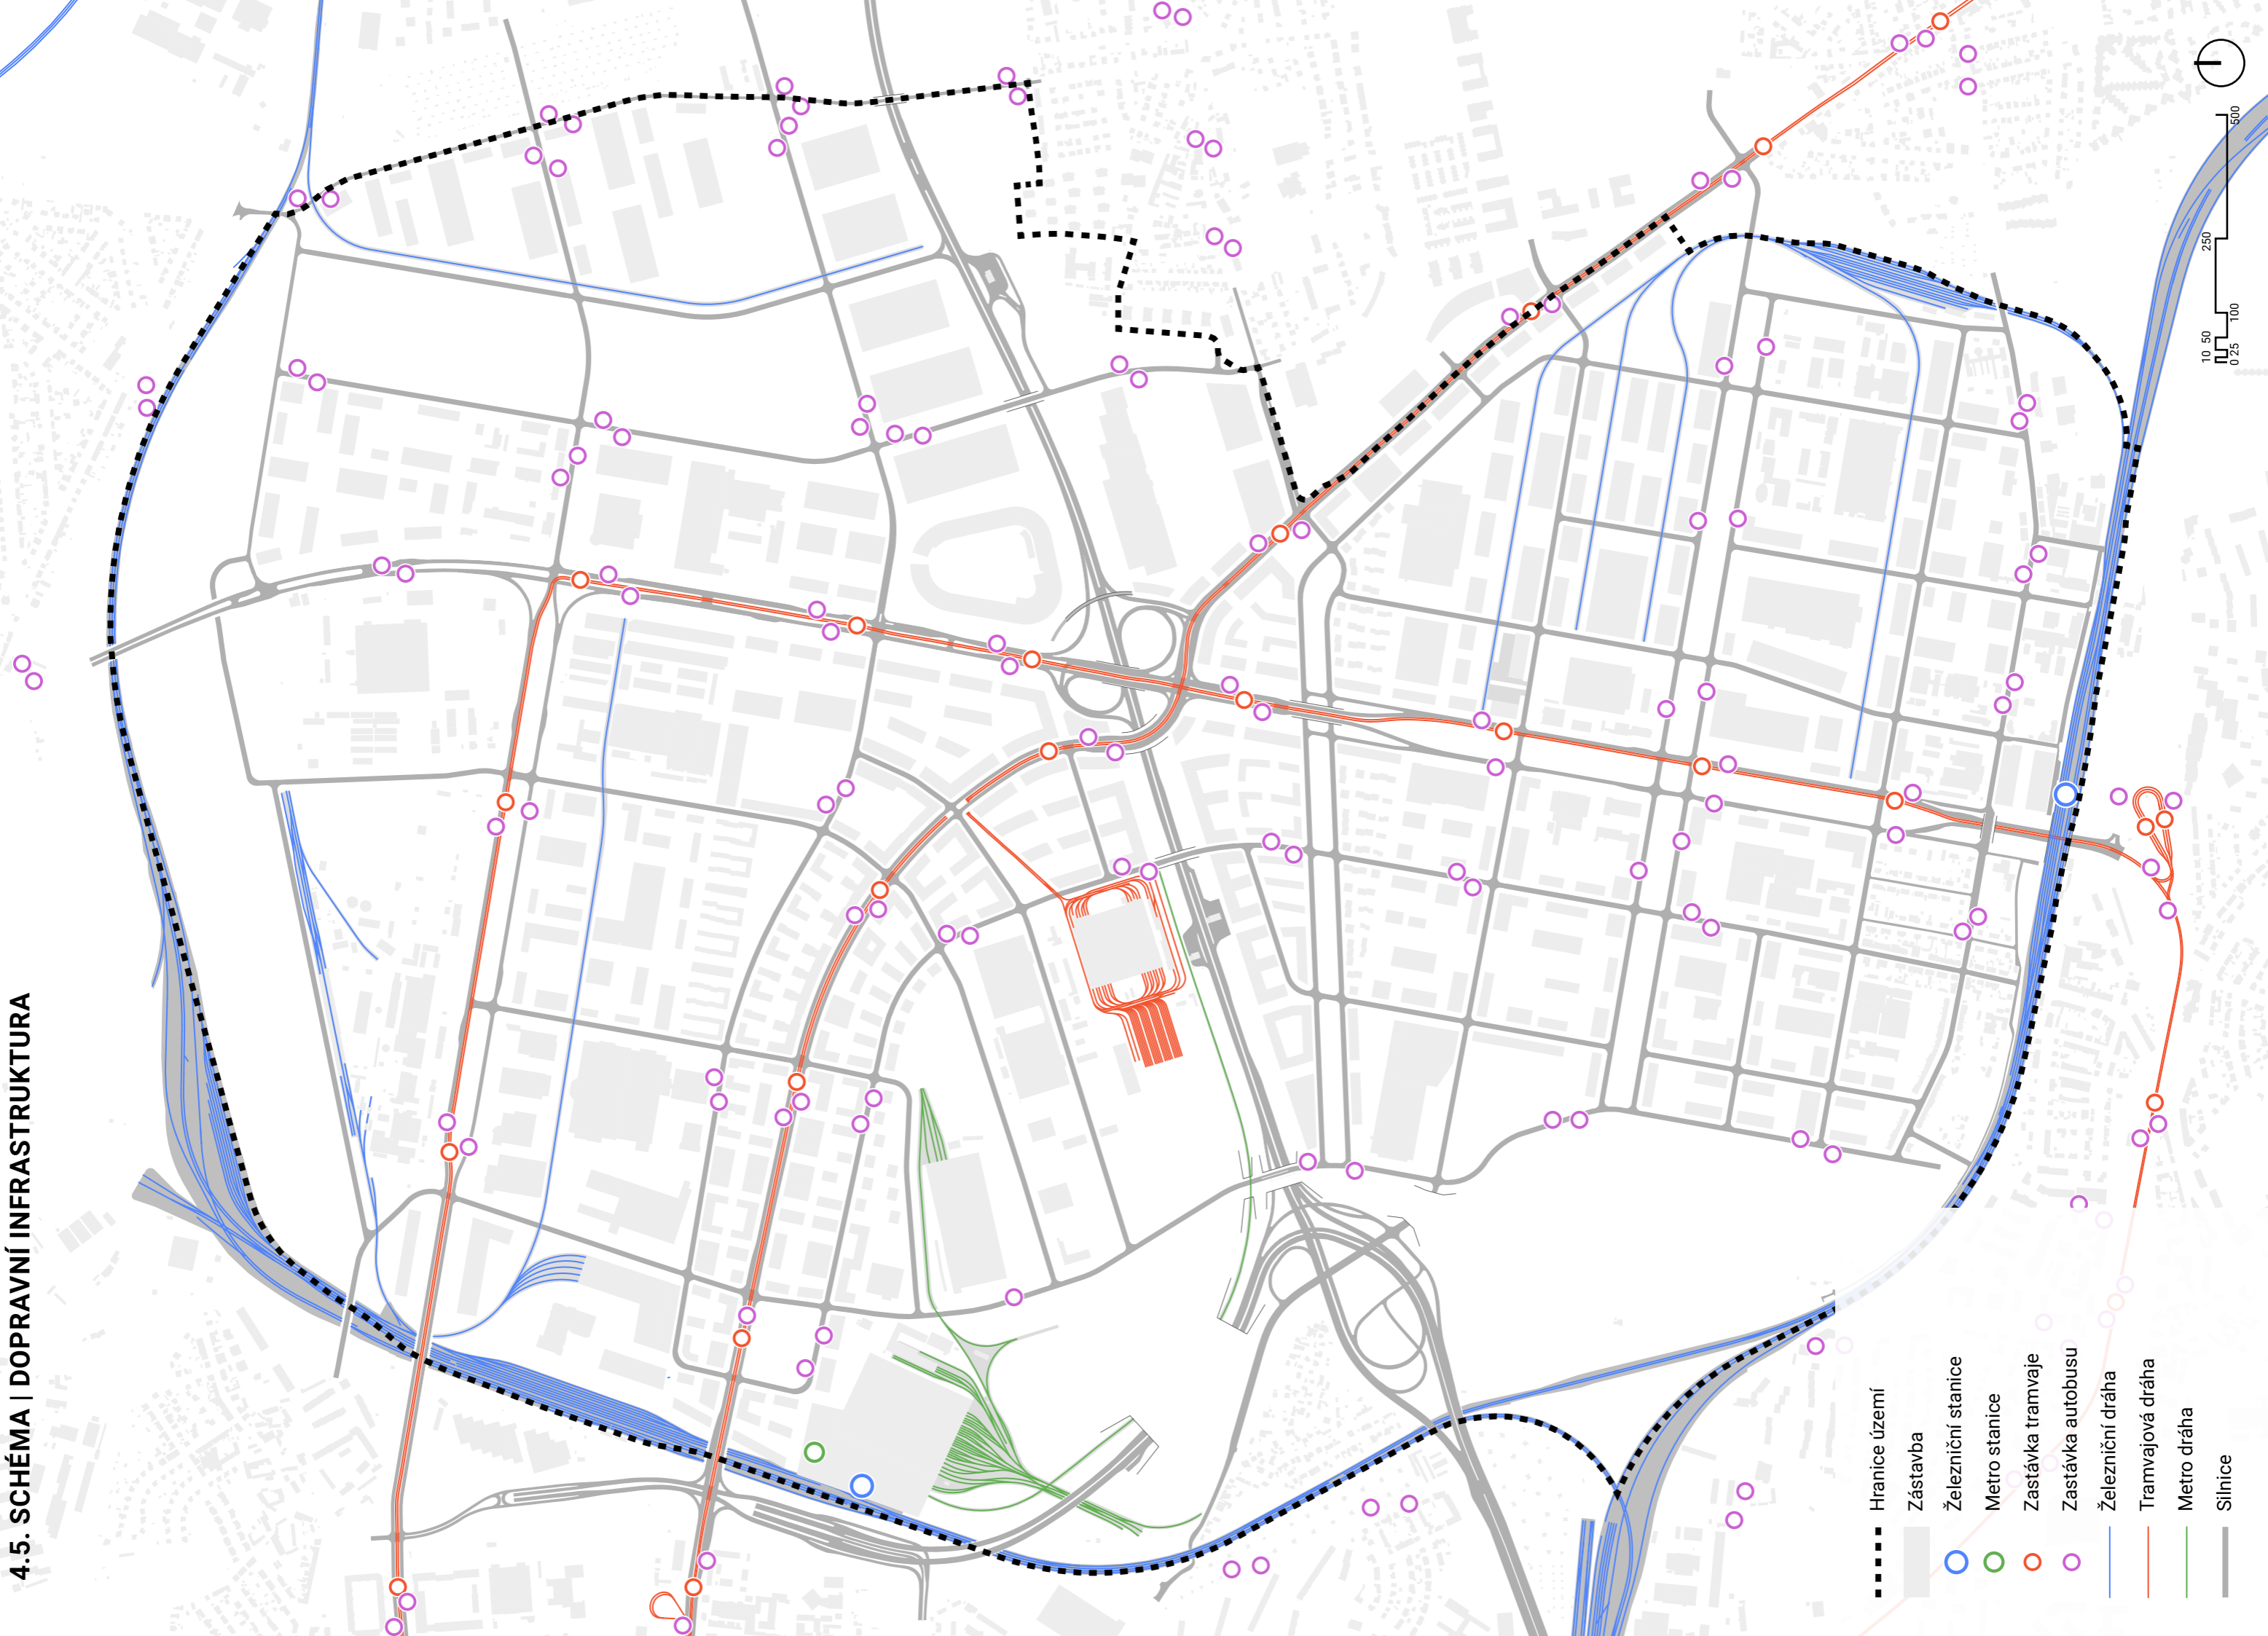 4.5. SCHÉMA | DOPRAVNÍ INFRASTRUKTURA
Hranice území
Zástavba
Železniční stanice
Metro stanice
Zastávka tramvaje
Zastávka autobusu
Železniční dráha
Tramvajová dráha
Metro dráha
Silnice
10 50 250
0 25 100 500